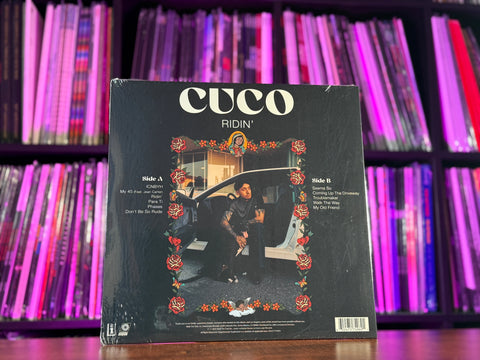 CUCO
RIDIN'
Side A
ICNBYH
My 45 (Feat. Jean Carter)
Ridin'
Para Ti
Phases
Don't Be So Rude
Side B
Seems So
Coming Up The Driveway
Troublemaker
Walk The Way
My Old Friend